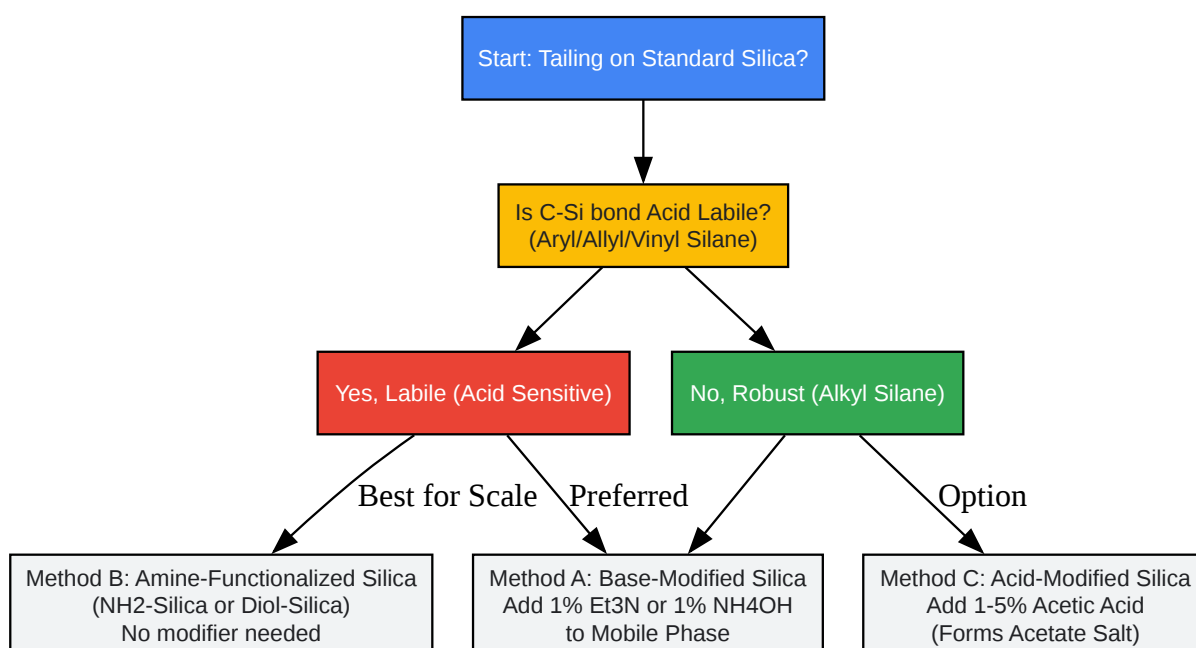 Start: Tailing on Standard Silica?
Is C-Si bond Acid Labile?
(Aryl/Allyl/Vinyl Silane)
Yes, Labile (Acid Sensitive)
No, Robust (Alkyl Silane)
Best for Scale
Preferred
Option
Method B: Amine-Functionalized Silica
(NH2-Silica or Diol-Silica)
No modifier needed
Method A: Base-Modified Silica
Add 1% Et3N or 1% NH4OH
to Mobile Phase
Method C: Acid-Modified Silica
Add 1-5% Acetic Acid
(Forms Acetate Salt)